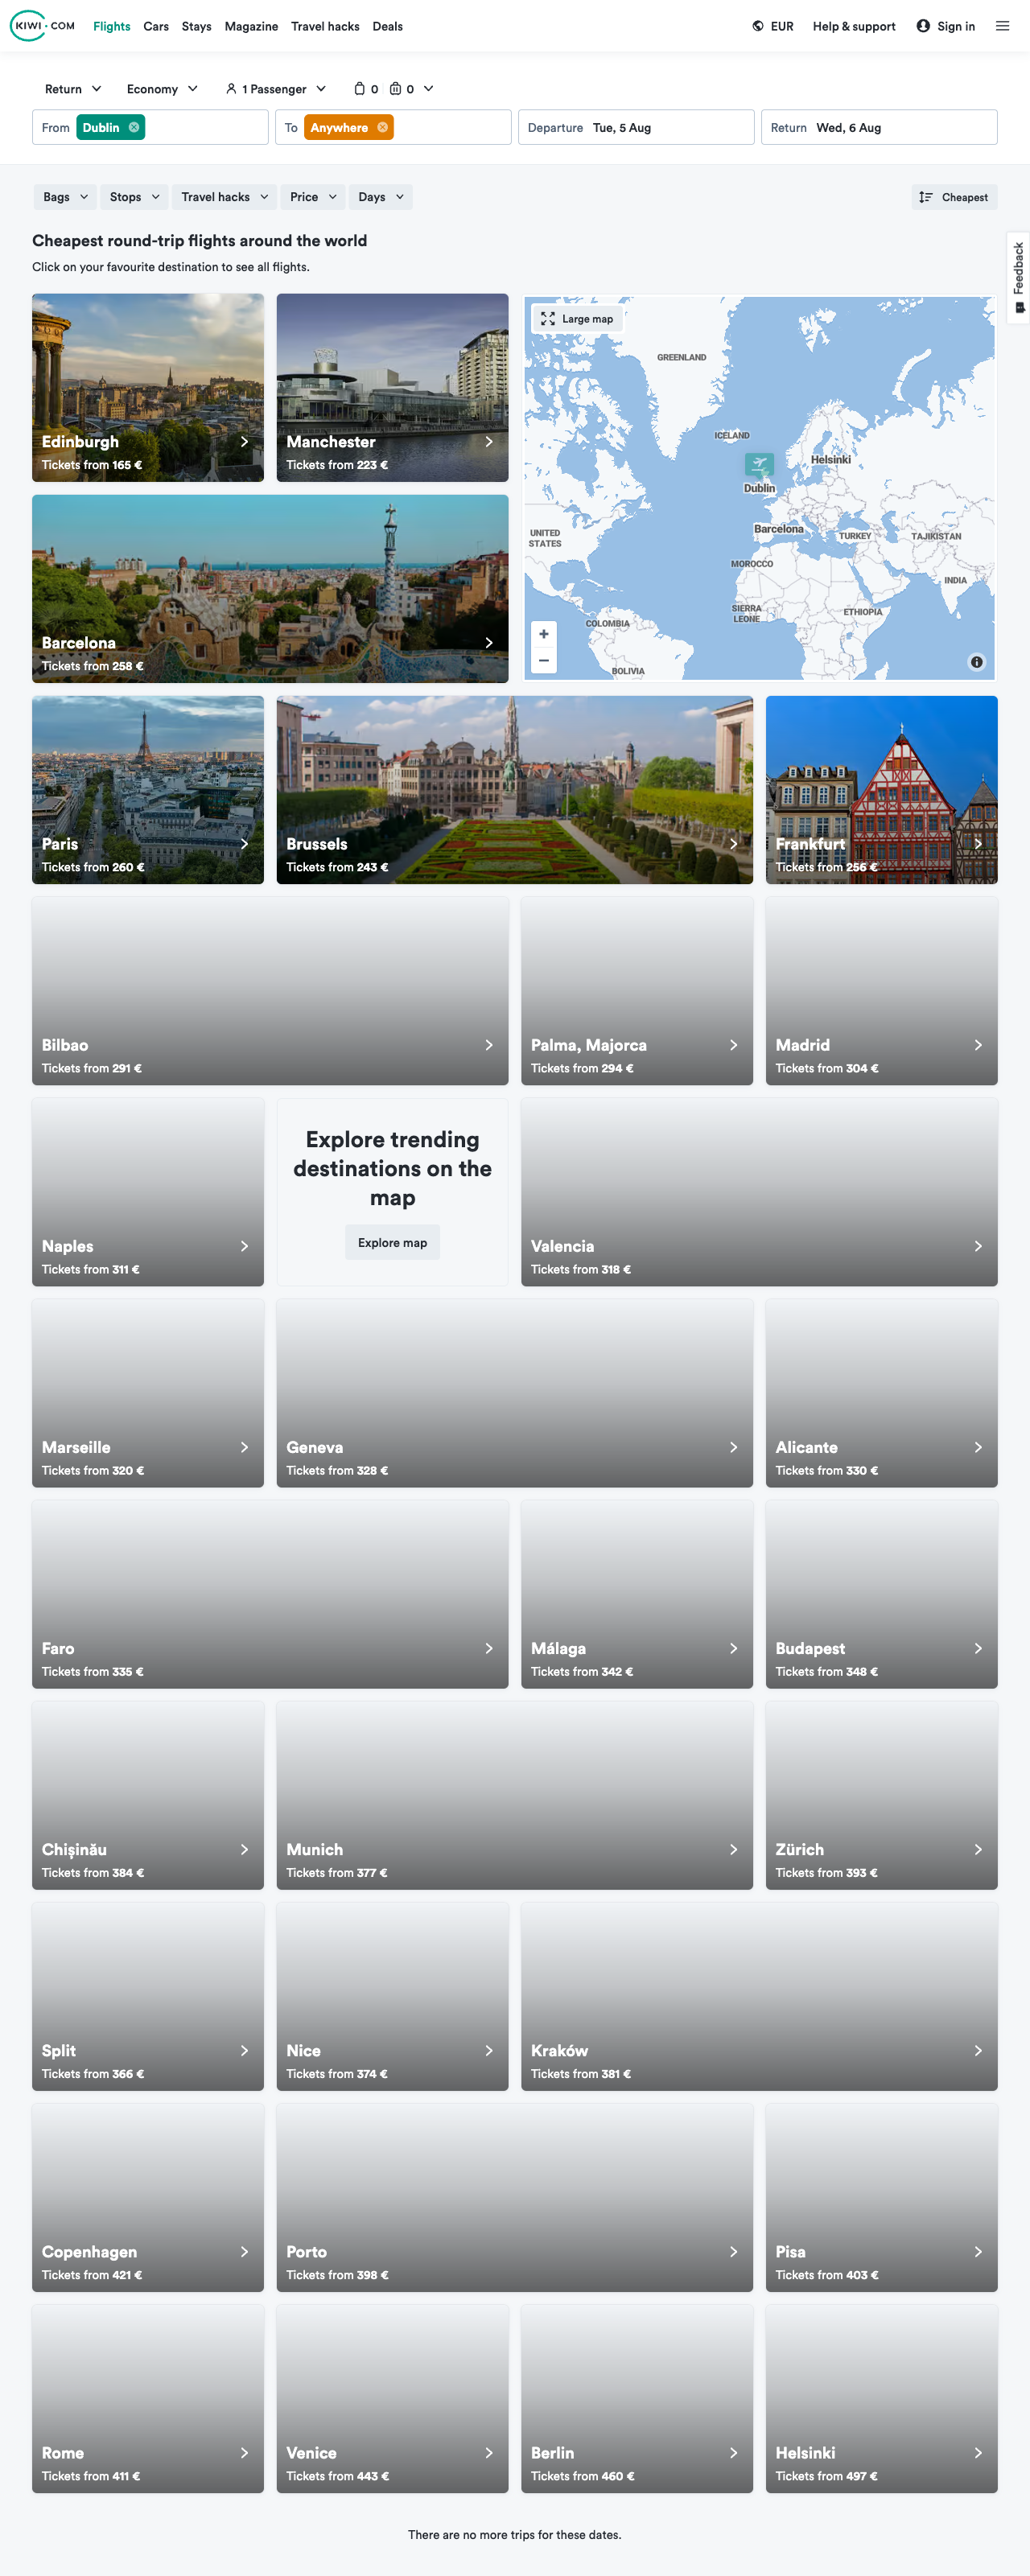 KIWI.COM
Flights
Cars
Stays
Magazine
Travel hacks
Deals
EUR
Help & support
Sign in
Return
Economy
1 Passenger
0
0
From Dublin
To Anywhere
Departure Tue, 5 Aug
Return Wed, 6 Aug
Bags
Stops
Travel hacks
Price
Days
Cheapest
Feedback
Cheapest round-trip flights around the world
Click on your favourite destination to see all flights.
Edinburgh
Tickets from 165 €
Manchester
Tickets from 223 €
Large map
GREENLAND
ICELAND
Helsinki
Dublin
Barcelona
UNITED
STATES
TURKEY
TAJIKISTAN
MOROCCO
INDIA
SIERRA
LEONE
ETHIOPIA
COLOMBIA
BOLIVIA
Barcelona
Tickets from 258 €
Paris
Tickets from 260 €
Brussels
Tickets from 243 €
Frankfurt
Tickets from 256 €
Bilbao
Tickets from 291 €
Palma, Majorca
Tickets from 294 €
Madrid
Tickets from 304 €
Naples
Tickets from 311 €
Explore trending
destinations on the
map
Explore map
Valencia
Tickets from 318 €
Marseille
Tickets from 320 €
Geneva
Tickets from 328 €
Alicante
Tickets from 330 €
Faro
Tickets from 335 €
Málaga
Tickets from 342 €
Budapest
Tickets from 348 €
Chișinău
Tickets from 384 €
Munich
Tickets from 377 €
Zürich
Tickets from 393 €
Split
Tickets from 366 €
Nice
Tickets from 374 €
Kraków
Tickets from 381 €
Copenhagen
Tickets from 421 €
Porto
Tickets from 398 €
Pisa
Tickets from 403 €
Rome
Tickets from 411 €
Venice
Tickets from 443 €
Berlin
Tickets from 460 €
Helsinki
Tickets from 497 €
There are no more trips for these dates.